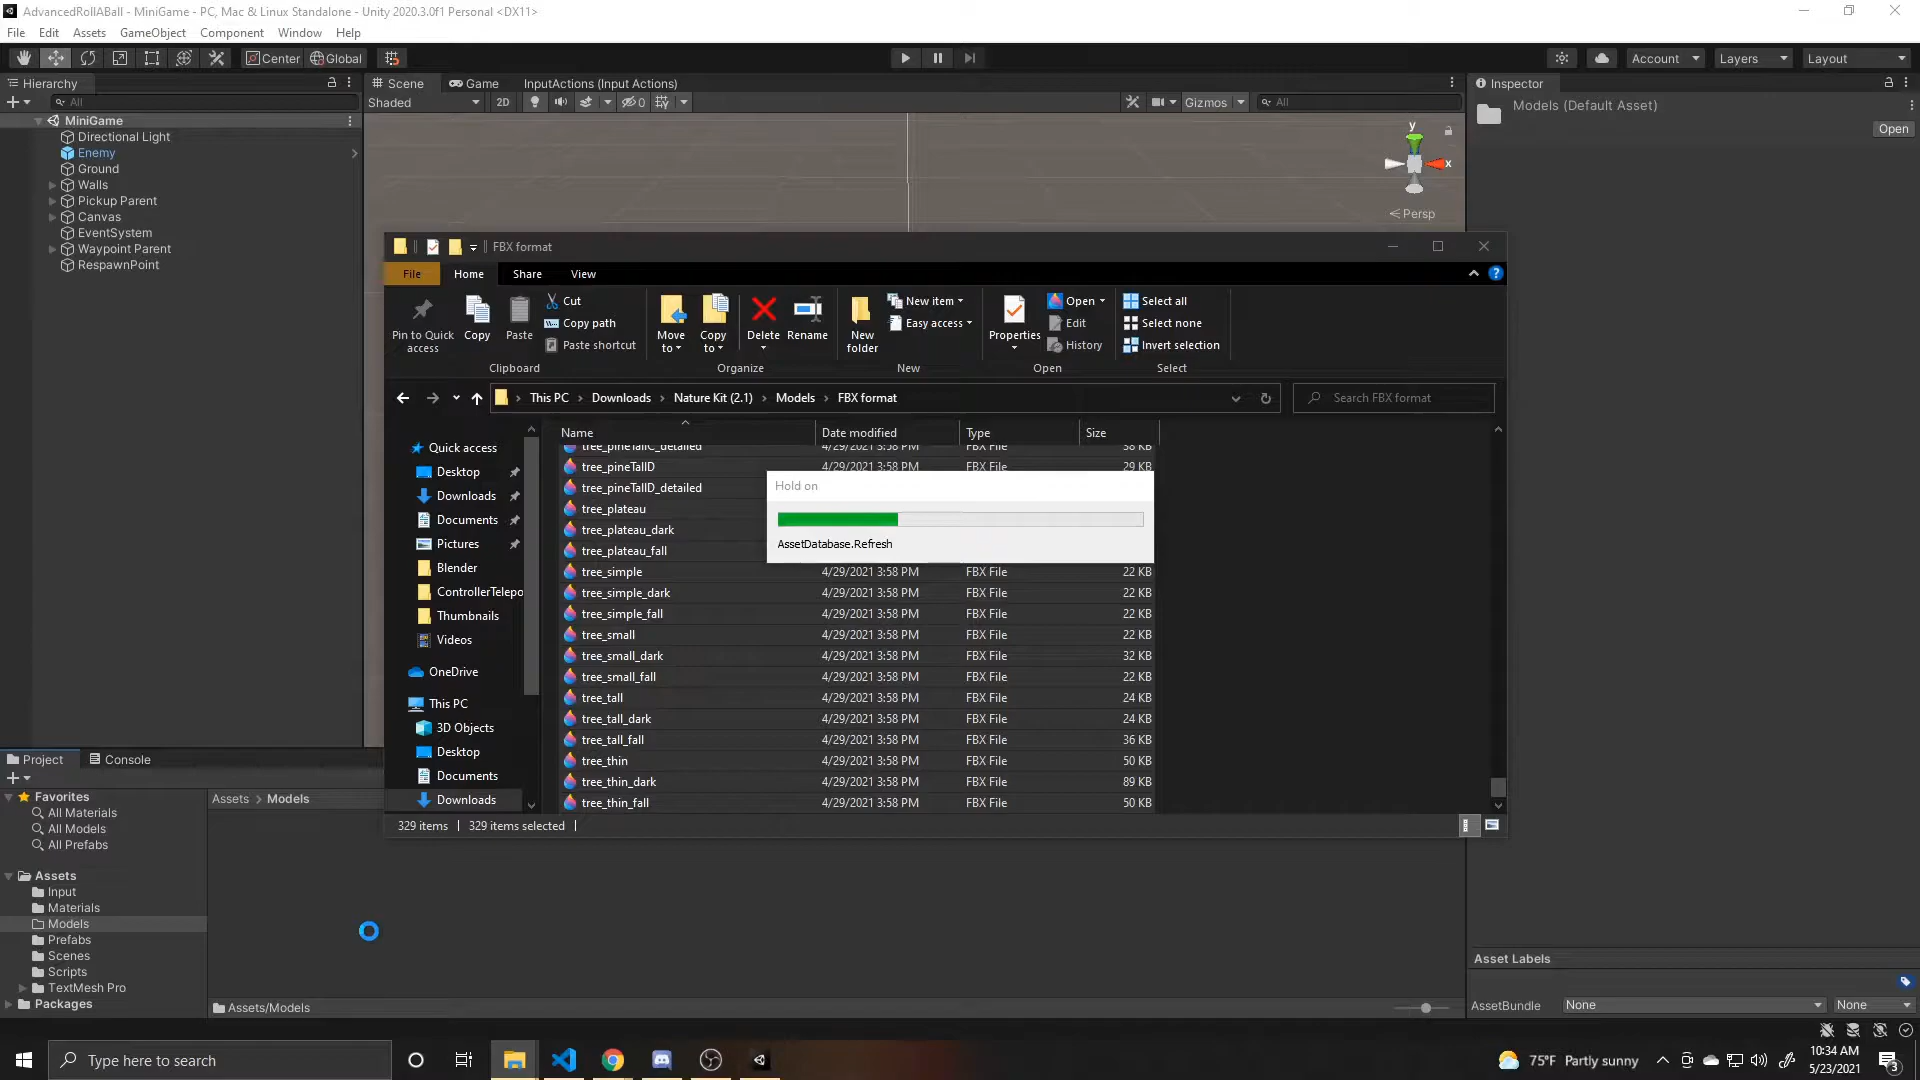 AdvancedRollABall - MiniGame - PC, Mac & Linux Standalone - Unity 2020.3.0f1 Personal <DX11>
File Edit Assets GameObject Component Window Help
Center Global
Account Layers Layout
Hierarchy
Scene Game InputActions (Input Actions)
Inspector
All
Shaded 2D 0 Gizmos All
Models (Default Asset)
Open
MiniGame
Directional Light
Enemy
Ground
Walls
Pickup Parent
Canvas
EventSystem
Waypoint Parent
RespawnPoint
y
x
Persp
FBX format
File Home Share View
Pin to Quick access
Copy
Paste
Cut
Copy path
Paste shortcut
Clipboard
Move to
Copy to
Delete
Rename
Organize
New folder
New item
Easy access
New
Properties
Open
Edit
History
Open
Select all
Select none
Invert selection
Select
This PC > Downloads > Nature Kit (2.1) > Models > FBX format
Search FBX format
Quick access
Desktop
Downloads
Documents
Pictures
Blender
ControllerTelepo
Thumbnails
Videos
OneDrive
This PC
3D Objects
Desktop
Documents
Downloads
Name Date modified Type Size
tree_pineTallC_detailed 4/29/2021 3:58 PM FBX File 38 KB
tree_pineTallD 4/29/2021 3:58 PM FBX File 29 KB
tree_pineTallD_detailed
tree_plateau
tree_plateau_dark
tree_plateau_fall
tree_simple 4/29/2021 3:58 PM FBX File 22 KB
tree_simple_dark 4/29/2021 3:58 PM FBX File 22 KB
tree_simple_fall 4/29/2021 3:58 PM FBX File 22 KB
tree_small 4/29/2021 3:58 PM FBX File 22 KB
tree_small_dark 4/29/2021 3:58 PM FBX File 32 KB
tree_small_fall 4/29/2021 3:58 PM FBX File 22 KB
tree_tall 4/29/2021 3:58 PM FBX File 24 KB
tree_tall_dark 4/29/2021 3:58 PM FBX File 24 KB
tree_tall_fall 4/29/2021 3:58 PM FBX File 36 KB
tree_thin 4/29/2021 3:58 PM FBX File 50 KB
tree_thin_dark 4/29/2021 3:58 PM FBX File 89 KB
tree_thin_fall 4/29/2021 3:58 PM FBX File 50 KB
Hold on
AssetDatabase.Refresh
329 items 329 items selected
Project Console
Favorites
All Materials
All Models
All Prefabs
Assets
Input
Materials
Models
Prefabs
Scenes
Scripts
TextMesh Pro
Packages
Assets > Models
Assets/Models
Asset Labels
AssetBundle None None
Type here to search
75°F Partly sunny
10:34 AM
5/23/2021
3